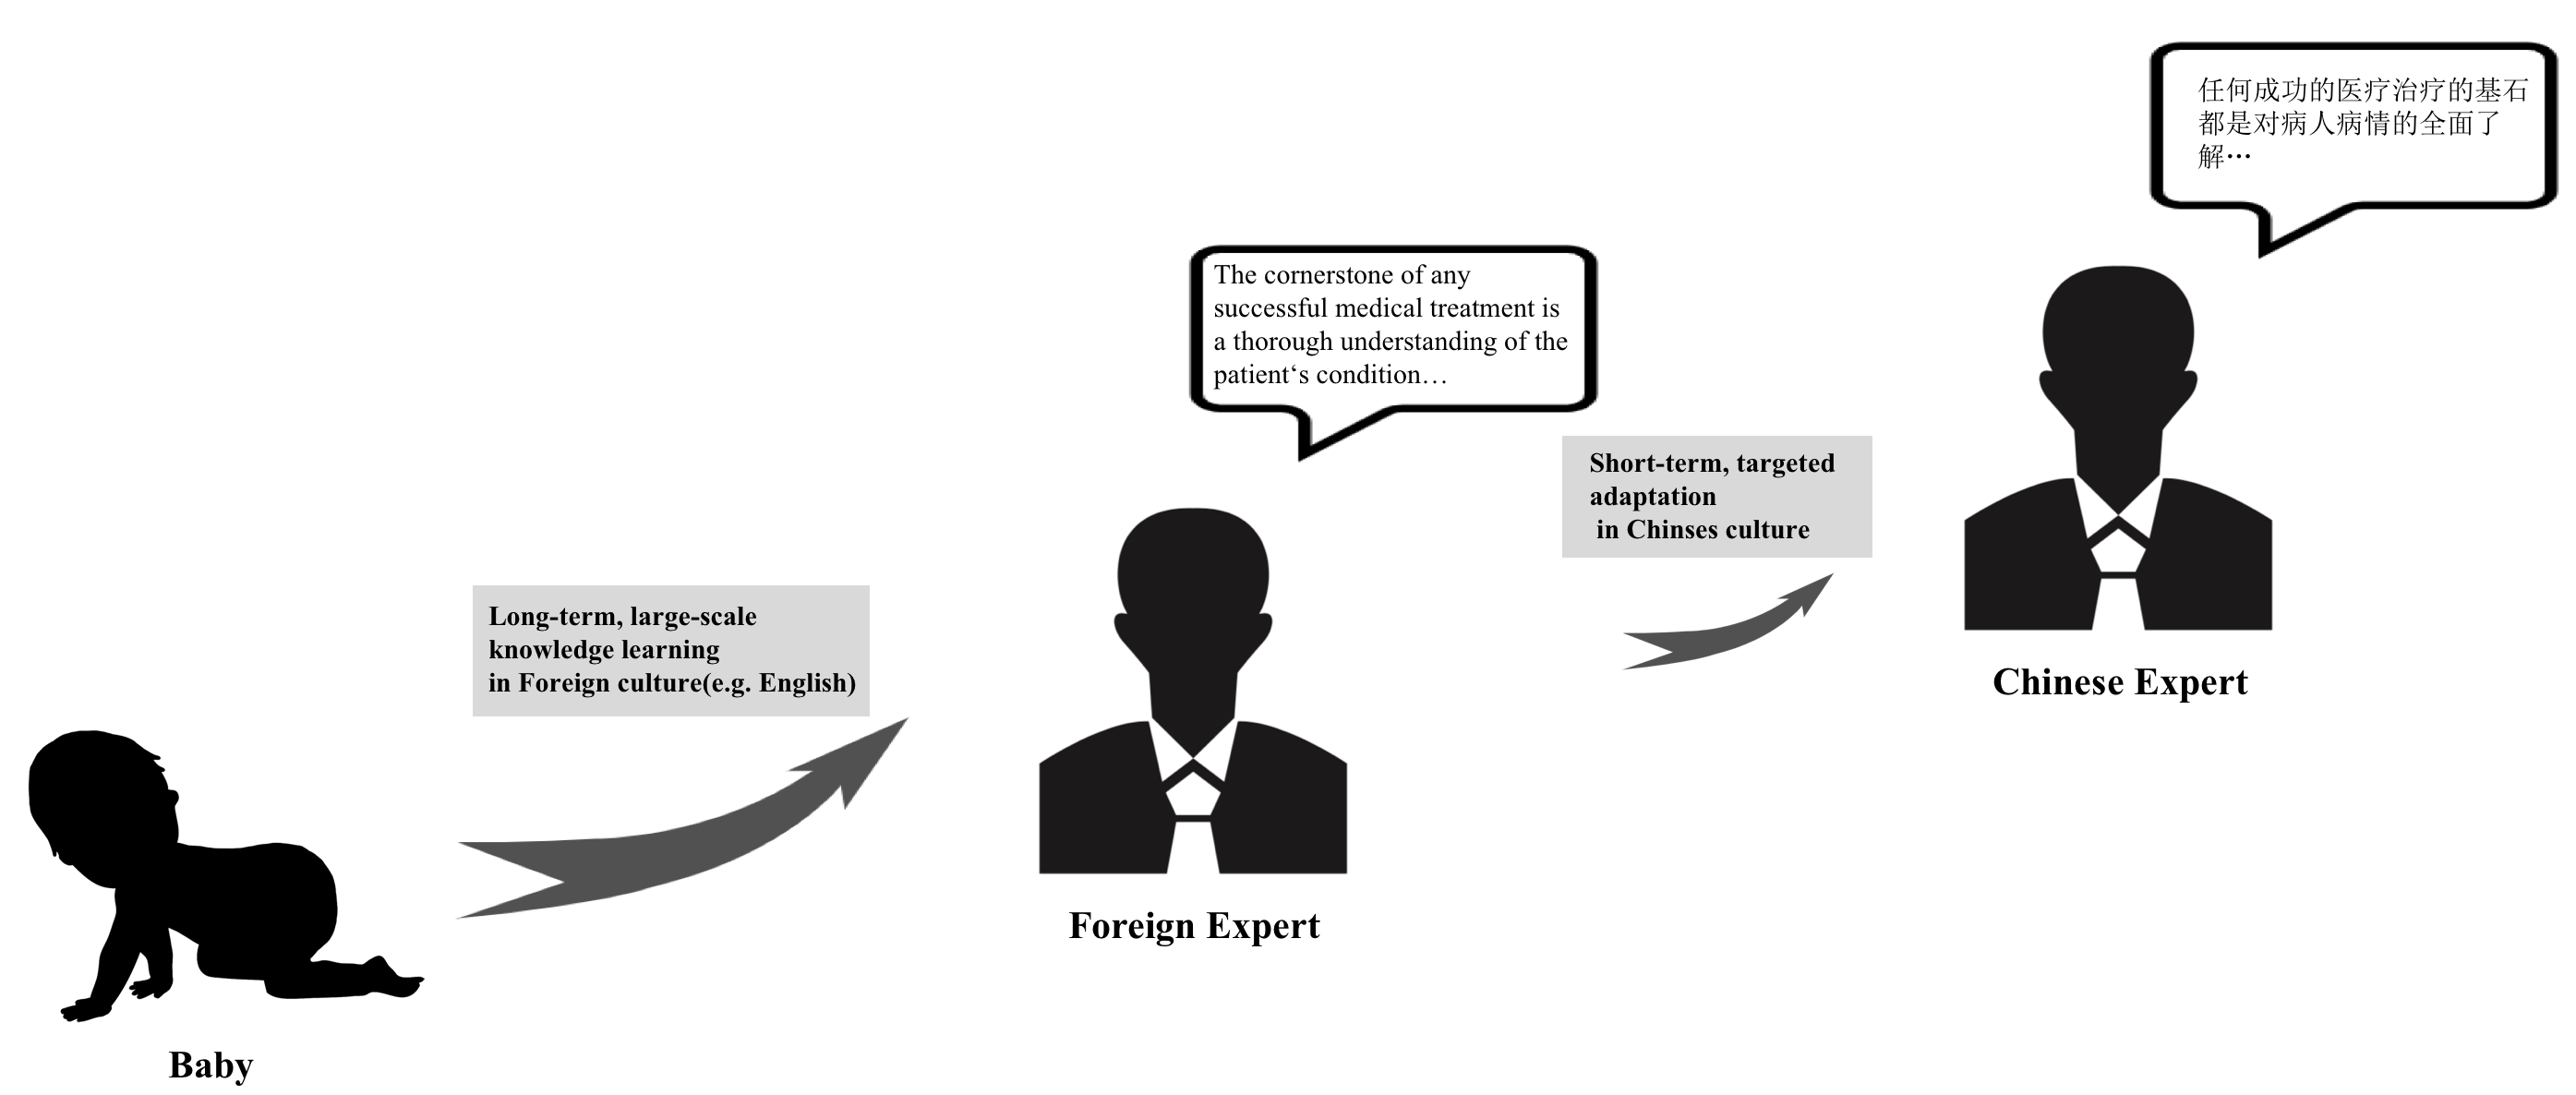 Long-term, large-scale
knowledge learning
in Foreign culture(e.g. English)
Baby
The cornerstone of any
successful medical treatment is
a thorough understanding of the
patient‘s condition…
Foreign Expert
Short-term, targeted
adaptation
in Chinses culture
任何成功的医疗治疗的基石
都是对病人病情的全面了
解…
Chinese Expert